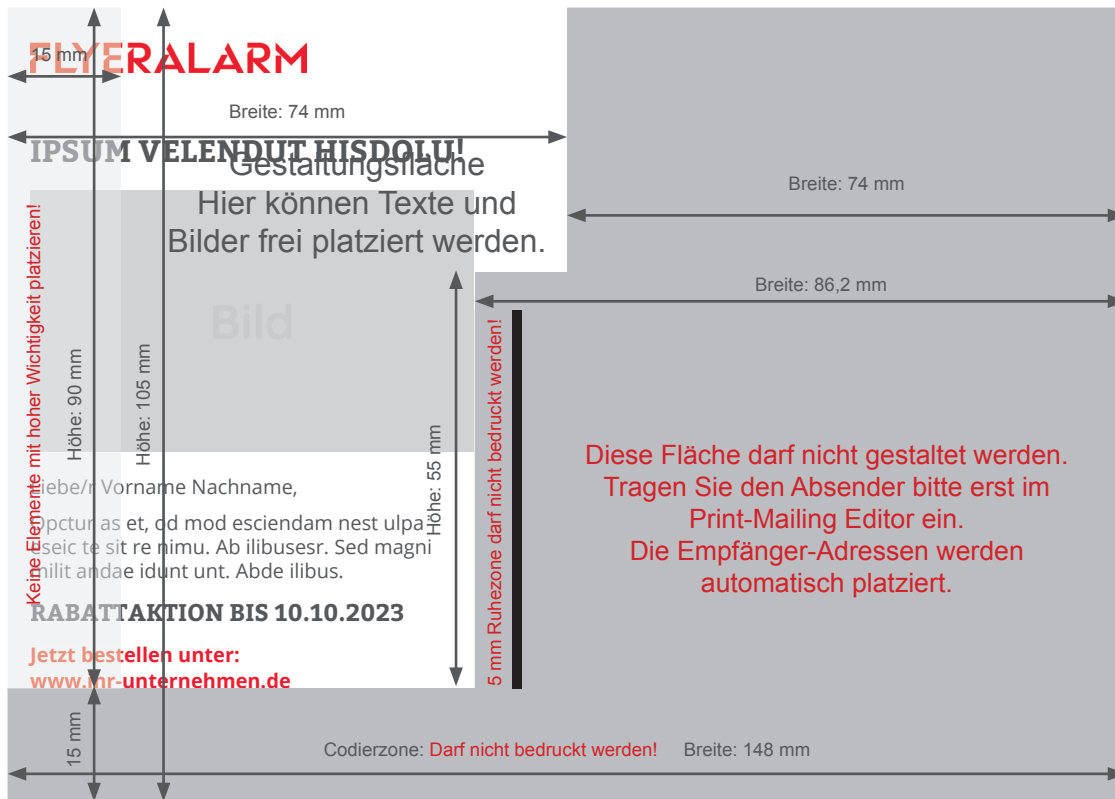 15 mm
FLYERALARM
Breite: 74 mm
IPSUM VELENDUT HISDOLU!
Gestaltungsfläche
Hier können Texte und
Bilder frei platziert werden.
Breite: 74 mm
Breite: 86,2 mm
Bild
Keine Elemente mit hoher Wichtigkeit platzieren!
Höhe: 90 mm
Höhe: 105 mm
Höhe: 55 mm
5 mm Ruhezone darf nicht bedruckt werden!
Diese Fläche darf nicht gestaltet werden.
Tragen Sie den Absender bitte erst im
Print-Mailing Editor ein.
Die Empfänger-Adressen werden
automatisch platziert.
Liebe/r Vorname Nachname,
Opctur as et, od mod esciendam nest ulpa
eseic te sit re nimu. Ab ilibusesr. Sed magni
milit andae idunt unt. Abde ilibus.
RABATTAKTION BIS 10.10.2023
Jetzt bestellen unter:
www.ihr-unternehmen.de
15 mm
Codierzone: Darf nicht bedruckt werden! Breite: 148 mm